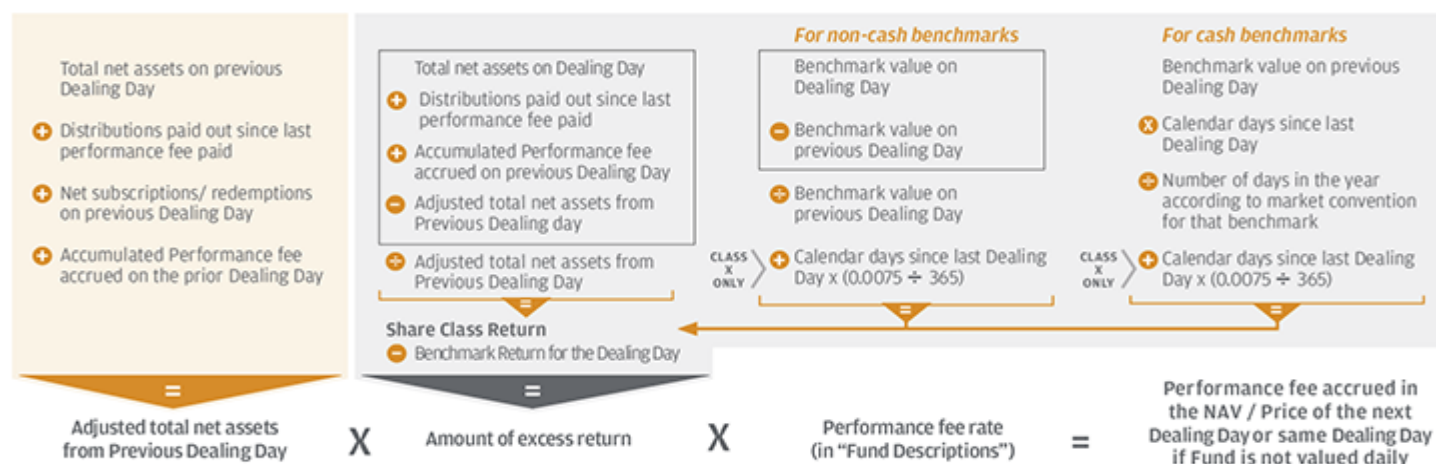 Total net assets on previous
Dealing Day
+ Distributions paid out since last
performance fee paid
+ Net subscriptions/ redemptions
on previous Dealing Day
+ Accumulated Performance fee
accrued on the prior Dealing Day
=
Adjusted total net assets
from Previous Dealing Day
X
Total net assets on Dealing Day
+ Distributions paid out since last
performance fee paid
+ Accumulated Performance fee
accrued on previous Dealing Day
− Adjusted total net assets from
Previous Dealing day
÷ Adjusted total net assets from
Previous Dealing Day
=
Share Class Return
− Benchmark Return for the Dealing Day
=
Amount of excess return
For non-cash benchmarks
Benchmark value on
Dealing Day
− Benchmark value on
previous Dealing Day
÷ Benchmark value on
previous Dealing Day
CLASS
X
ONLY
+ Calendar days since last Dealing
Day x (0.0075 ÷ 365)
=
For cash benchmarks
Benchmark value on previous
Dealing Day
X Calendar days since last
Dealing Day
÷ Number of days in the year
according to market convention
for that benchmark
CLASS
X
ONLY
+ Calendar days since last Dealing
Day x (0.0075 ÷ 365)
=
X
Performance fee rate
(in “Fund Descriptions”)
=
Performance fee accrued in
the NAV / Price of the next
Dealing Day or same Dealing Day
if Fund is not valued daily